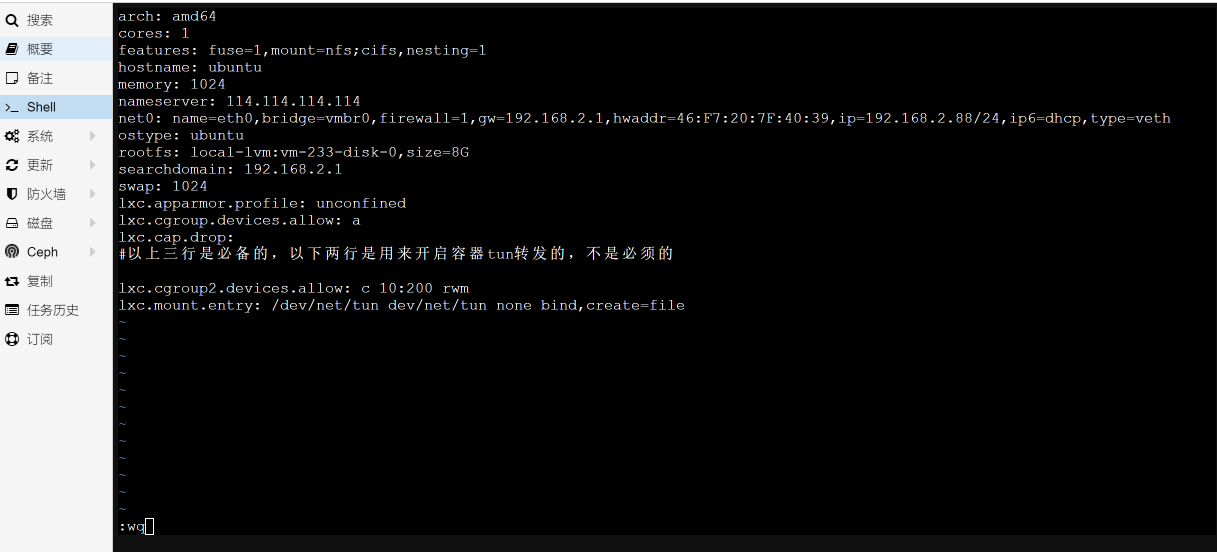 搜索
概要
备注
>_ Shell
系统
更新
防火墙
磁盘
Ceph
复制
任务历史
订阅
arch: amd64
cores: 1
features: fuse=1,mount=nfs;cifs,nesting=1
hostname: ubuntu
memory: 1024
nameserver: 114.114.114.114
net0: name=eth0,bridge=vmbr0,firewall=1,gw=192.168.2.1,hwaddr=46:F7:20:7F:40:39,ip=192.168.2.88/24,ip6=dhcp,type=veth
ostype: ubuntu
rootfs: local-lvm:vm-233-disk-0,size=8G
searchdomain: 192.168.2.1
swap: 1024
lxc.apparmor.profile: unconfined
lxc.cgroup.devices.allow: a
lxc.cap.drop:
#以上三行是必备的，以下两行是用来开启容器tun转发的，不是必须的
lxc.cgroup2.devices.allow: c 10:200 rwm
lxc.mount.entry: /dev/net/tun dev/net/tun none bind,create=file
~
~
~
~
~
~
~
~
~
~
~
~
:wq